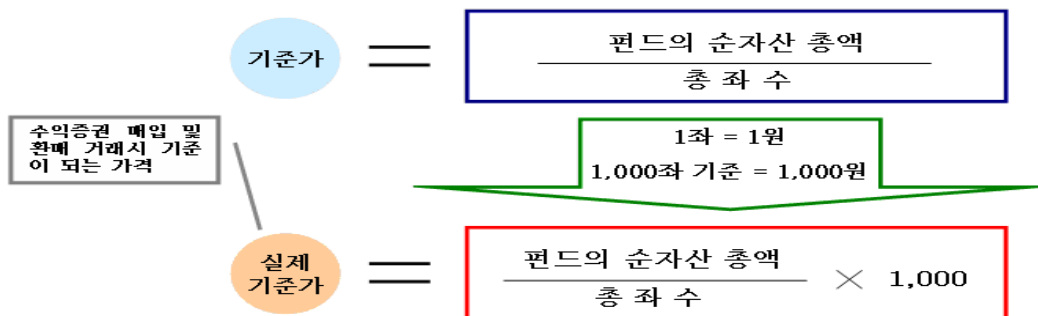 기준가
펀드의 순자산 총액
총 좌 수
수익증권 매입 및
환매 거래시 기준
이 되는 가격
1좌 = 1원
1,000좌 기준 = 1,000원
실제
기준가
펀드의 순자산 총액
총 좌 수
× 1,000